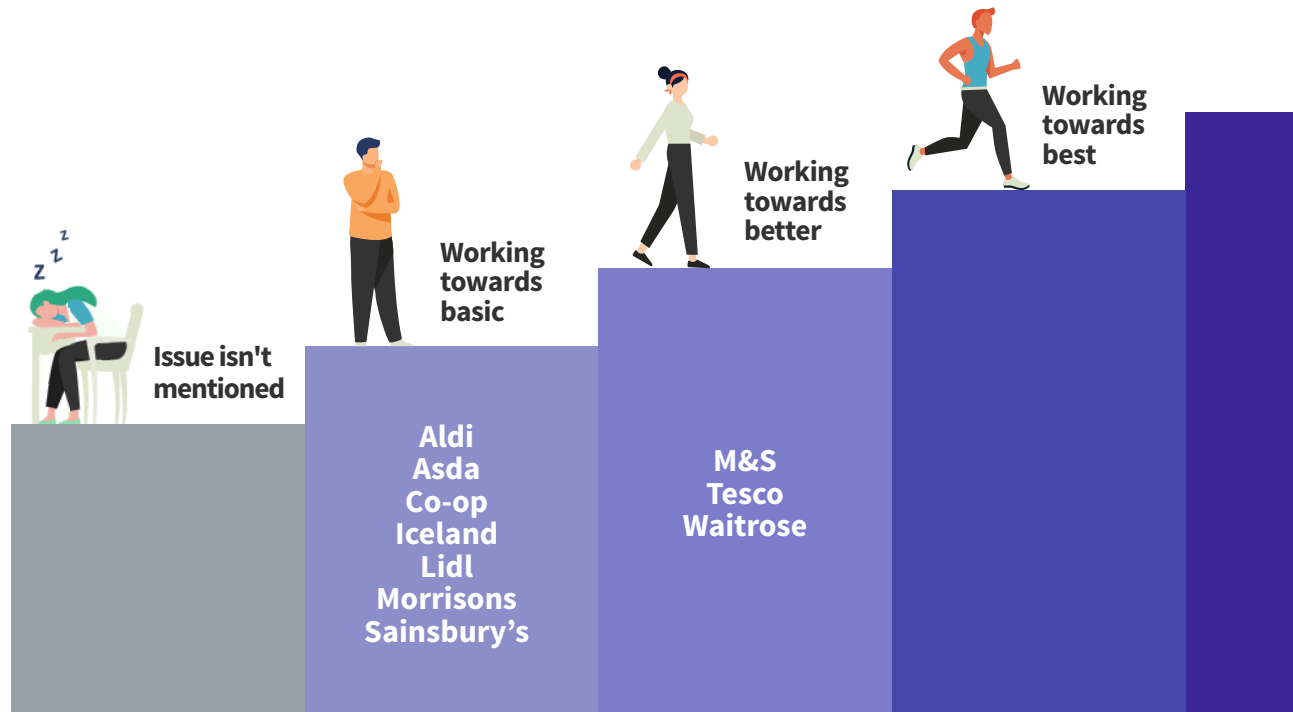 z
z
z
Issue isn't
mentioned
Working
towards
basic
Aldi
Asda
Co-op
Iceland
Lidl
Morrisons
Sainsbury’s
Working
towards
better
M&S
Tesco
Waitrose
Working
towards
best